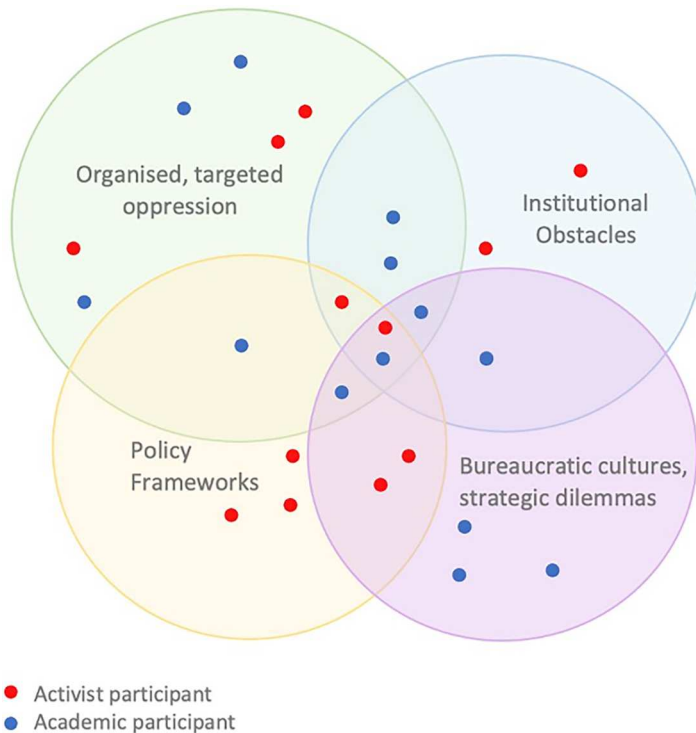 Organised, targeted
oppression
Institutional
Obstacles
Policy
Frameworks
Bureaucratic cultures,
strategic dilemmas
Activist participant
Academic participant